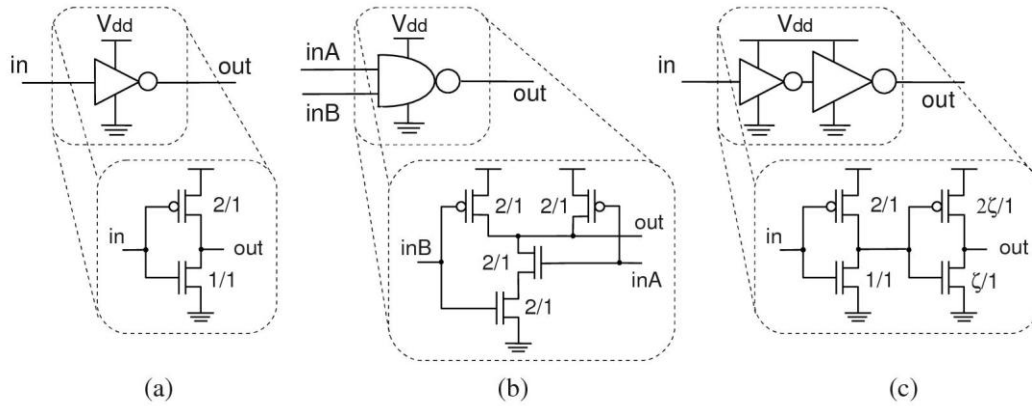 Vdd
in
out
2/1
in
out
1/1
(a)
Vdd
inA
inB
out
2/1
2/1
out
inB
2/1
inA
2/1
(b)
Vdd
in
out
2/1
2ζ/1
in
out
1/1
ζ/1
(c)